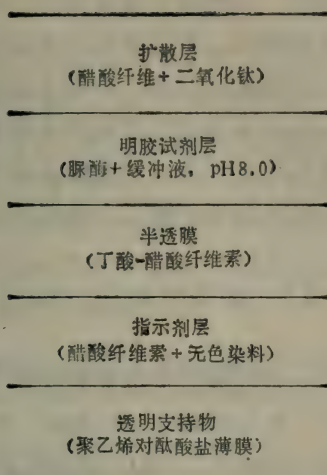 扩散层
（醋酸纤维+二氧化钛）
明胶试剂层
（脲酶+缓冲液，pH8.0）
半透膜
（丁酸-醋酸纤维素）
指示剂层
（醋酸纤维素+无色染料）
透明支持物
（聚乙烯对酞酸盐薄膜）